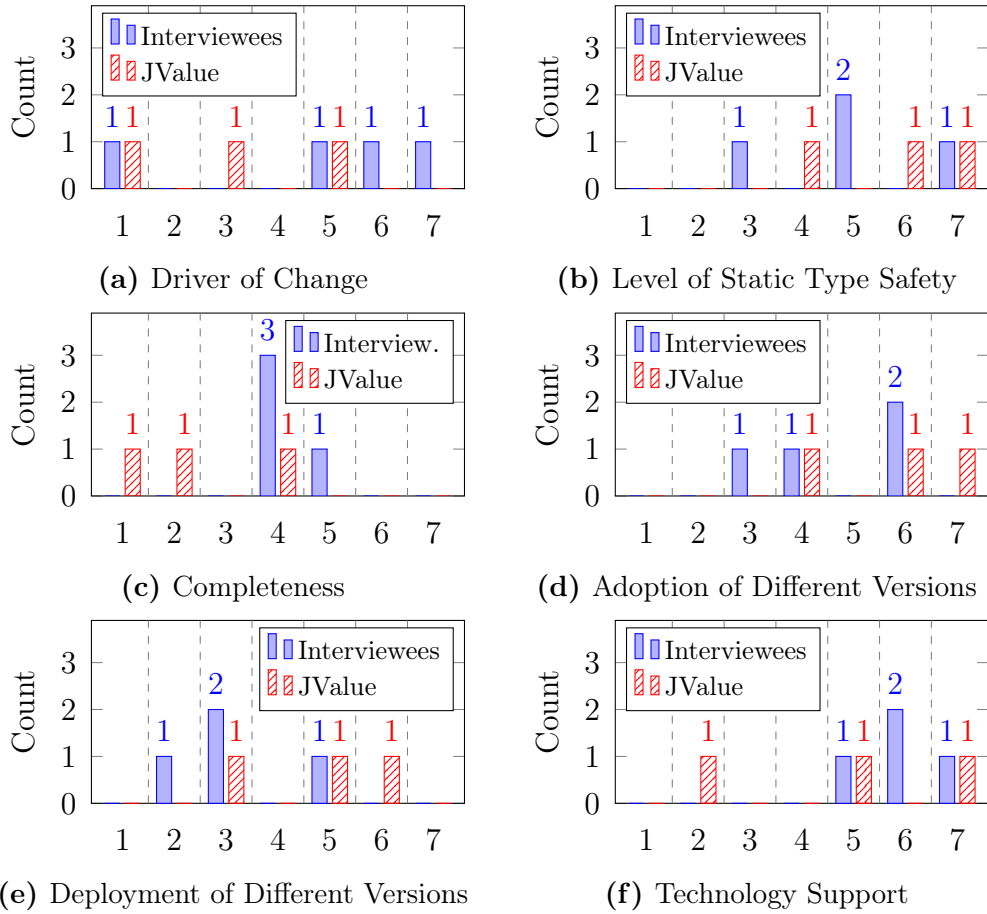 Count
3
2
1
0
Interviewees
JValue
1 1 1 1 1 1 1
1 2 3 4 5 6 7
(a) Driver of Change
Count
3
2
1
0
Interviewees
JValue
1 1 2 1 1 1
1 2 3 4 5 6 7
(b) Level of Static Type Safety
Count
3
2
1
0
Interview.
JValue
1 1 3 1 1
1 2 3 4 5 6 7
(c) Completeness
Count
3
2
1
0
Interviewees
JValue
1 1 1 2 1 1
1 2 3 4 5 6 7
(d) Adoption of Different Versions
Count
3
2
1
0
Interviewees
JValue
1 2 1 1 1 1
1 2 3 4 5 6 7
(e) Deployment of Different Versions
Count
3
2
1
0
Interviewees
JValue
1 1 1 2 1 1
1 2 3 4 5 6 7
(f) Technology Support